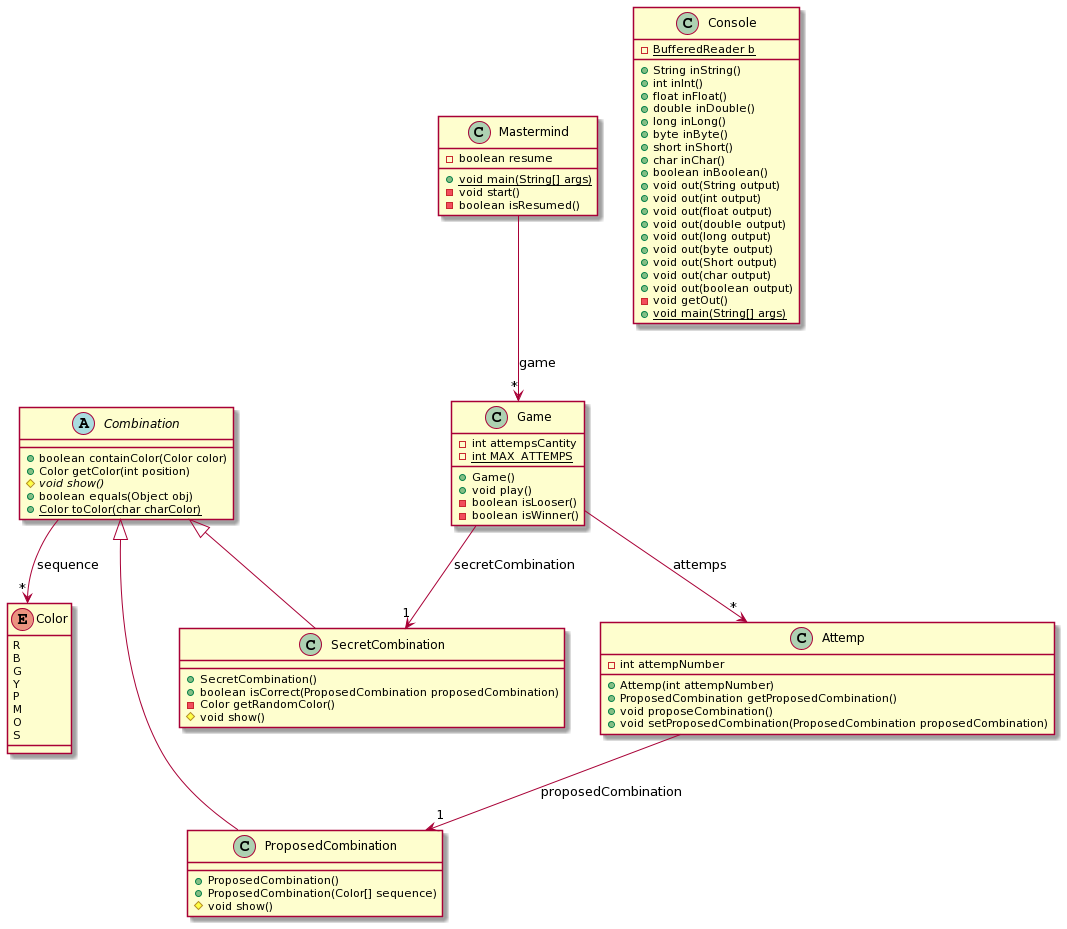 C Console
BufferedReader b
String inString()
int inInt()
float inFloat()
double inDouble()
long inLong()
byte inByte()
short inShort()
char inChar()
boolean inBoolean()
void out(String output)
void out(int output)
void out(float output)
void out(double output)
void out(long output)
void out(byte output)
void out(Short output)
void out(char output)
void out(boolean output)
void getOut()
void main(String[] args)
C Mastermind
boolean resume
void main(String[] args)
void start()
boolean isResumed()
game
*
C Game
int attempsCantity
int MAX_ATTEMPS
Game()
void play()
boolean isLooser()
boolean isWinner()
A Combination
boolean containColor(Color color)
Color getColor(int position)
void show()
boolean equals(Object obj)
Color toColor(char charColor)
sequence
*
secretCombination
1
attemps
*
E Color
R
B
G
Y
P
M
O
S
C SecretCombination
SecretCombination()
boolean isCorrect(ProposedCombination proposedCombination)
Color getRandomColor()
void show()
C Attemp
int attempNumber
Attemp(int attempNumber)
ProposedCombination getProposedCombination()
void proposeCombination()
void setProposedCombination(ProposedCombination proposedCombination)
proposedCombination
1
C ProposedCombination
ProposedCombination()
ProposedCombination(Color[] sequence)
void show()